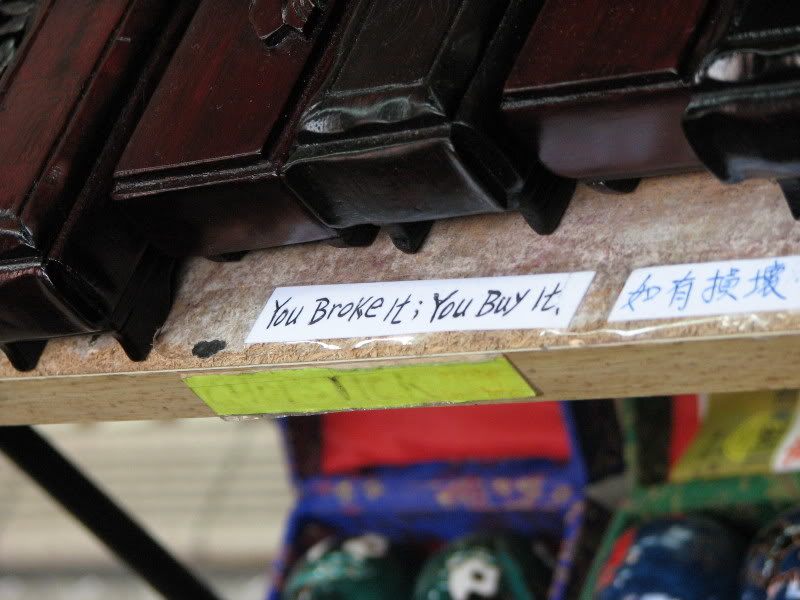 You Broke It; You Buy It.
如有損壞